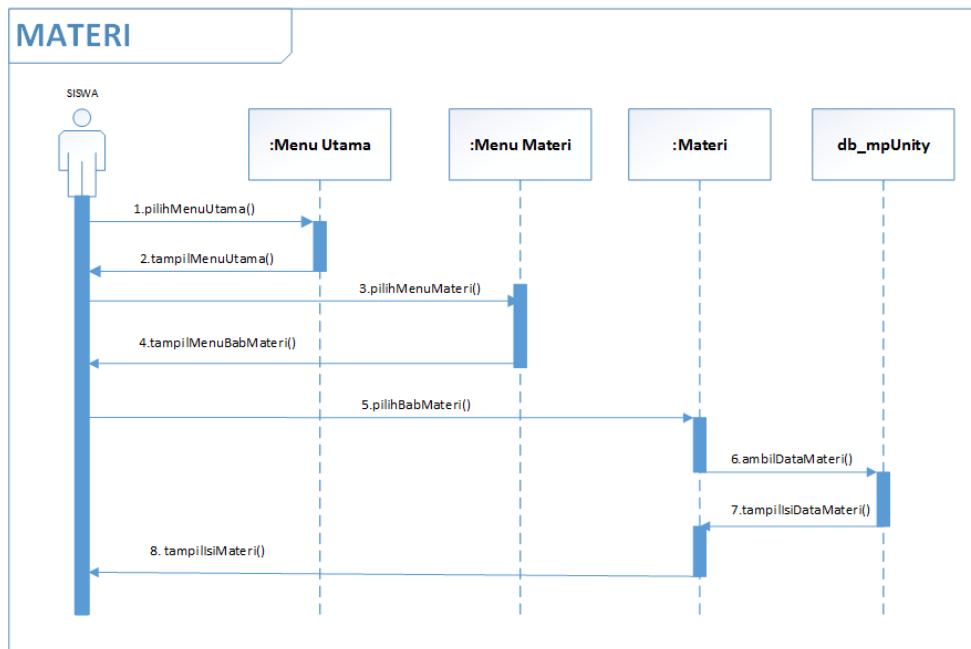 MATERI
SISWA
:Menu Utama
:Menu Materi
:Materi
db_mpUnity
1.pilihMenuUtama()
2.tampilMenuUtama()
3.pilihMenuMateri()
4.tampilMenuBabMateri()
5.pilihBabMateri()
6.ambilDataMateri()
7.tampilIsiDataMateri()
8. tampilIsiMateri()